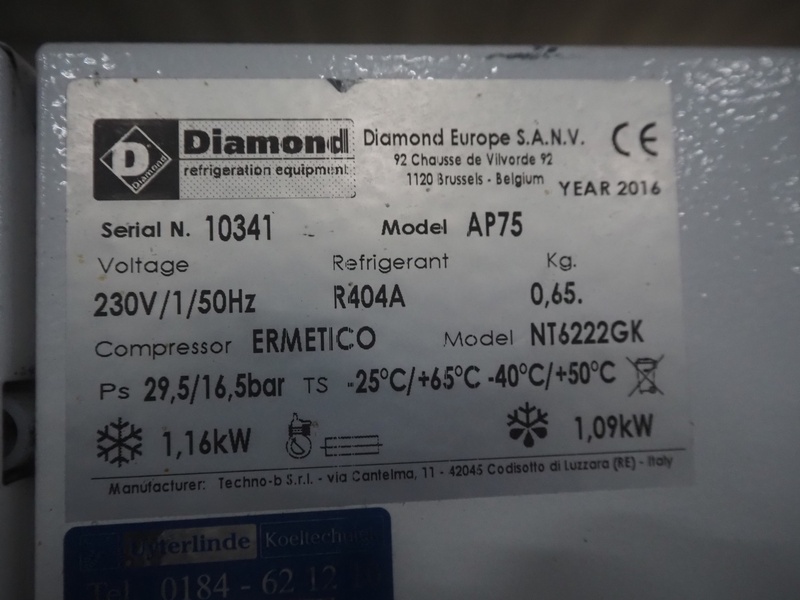 D
Diamond
Diamond
refrigeration equipment
Diamond Europe S.A.N.V.
92 Chausse de Vilvorde 92
1120 Brussels - Belgium
CE
YEAR 2016
Serial N. 10341 Model AP75
Voltage Refrigerant Kg.
230V/1/50Hz R404A 0,65.
Compressor ERMETICO Model NT6222GK
Ps 29,5/16,5bar TS -25°C/+65°C -40°C/+50°C
1,16kW 1,09kW
Manufacturer: Techno-b S.r.l. - via Cantelma, 11 - 42045 Codisotto di Luzzara (RE) - Italy
Tel 0184 - 62 12